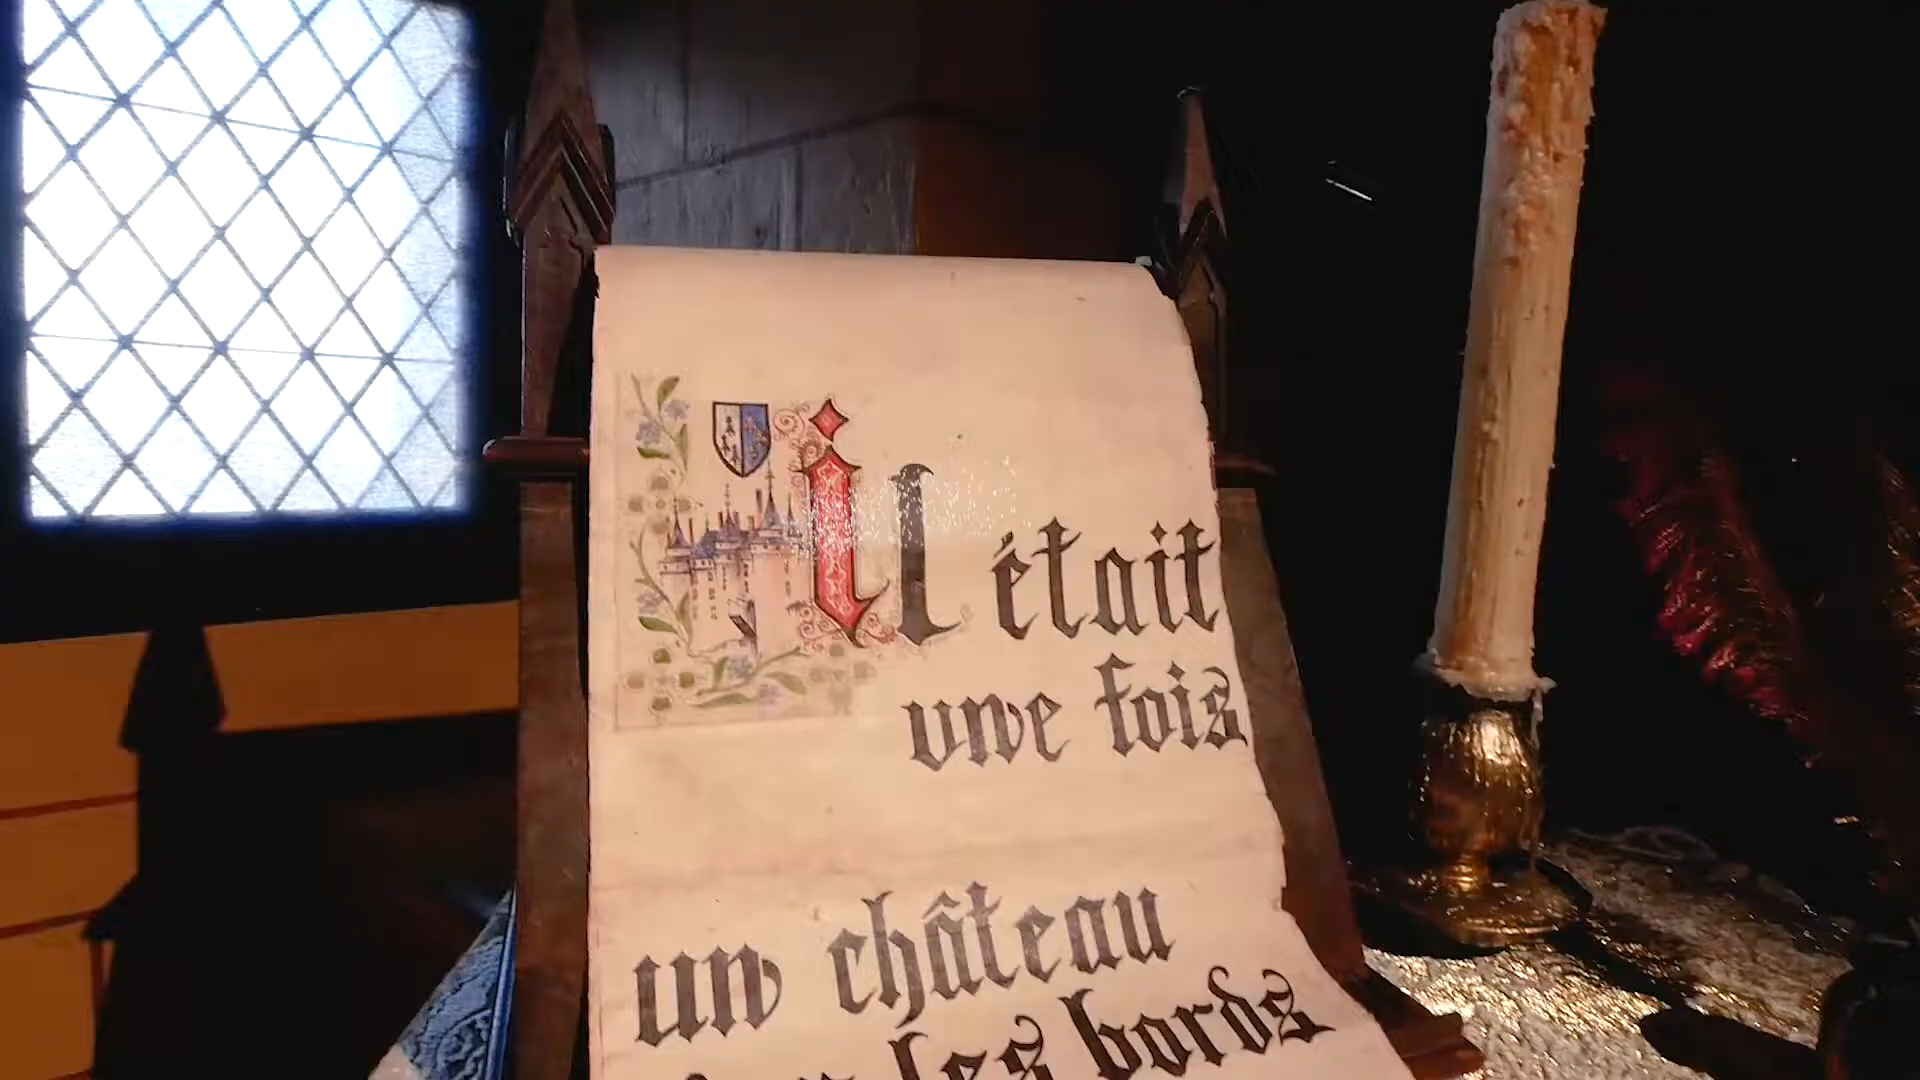 il était
une fois
un château
les bords